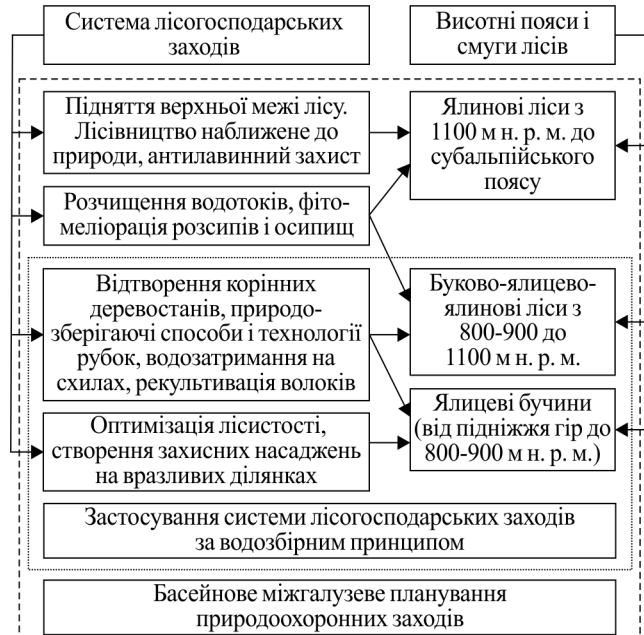 Система лісогосподарських
заходів
Висотні пояси і
смуги лісів
Підняття верхньої межі лісу.
Лісівництво наближене до
природи, антилавинний захист
Ялинові ліси з
1100 м н. р. м. до
субальпійського
поясу
Розчищення водотоків, фіто-
меліорація розсипів і осипищ
Відтворення корінних
деревостанів, природо-
зберігаючі способи і технології
рубок, водозатримання на
схилах, рекультивація волоків
Буково-ялицево-
ялинові ліси з
800-900 до
1100 м н. р. м.
Оптимізація лісистості,
створення захисних насаджень
на вразливих ділянках
Ялицеві бучини
(від підніжжя гір до
800-900 м н. р. м.)
Застосування системи лісогосподарських заходів
за водозбірним принципом
Басейнове міжгалузеве планування
природоохоронних заходів